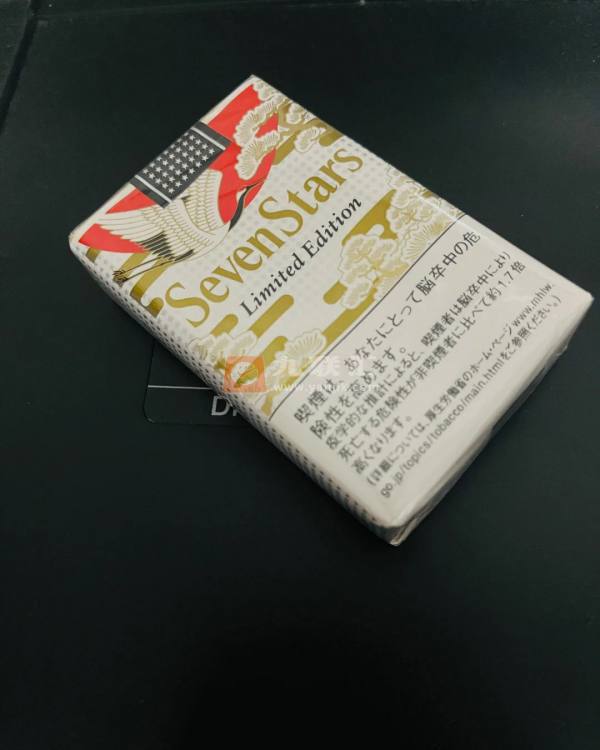 SevenStars
Limited Edition
喫煙は、あなたにとって脳卒中の危
険性を高めます。
疫学的な推計によると、喫煙者は脳卒中により
死亡する危険性が非喫煙者に比べて約1.7倍
高くなります。
(詳細については、厚生労働省のホーム・ページ www.mhlw.
go.jp/topics/tobacco/main.htmlをご参照ください。)